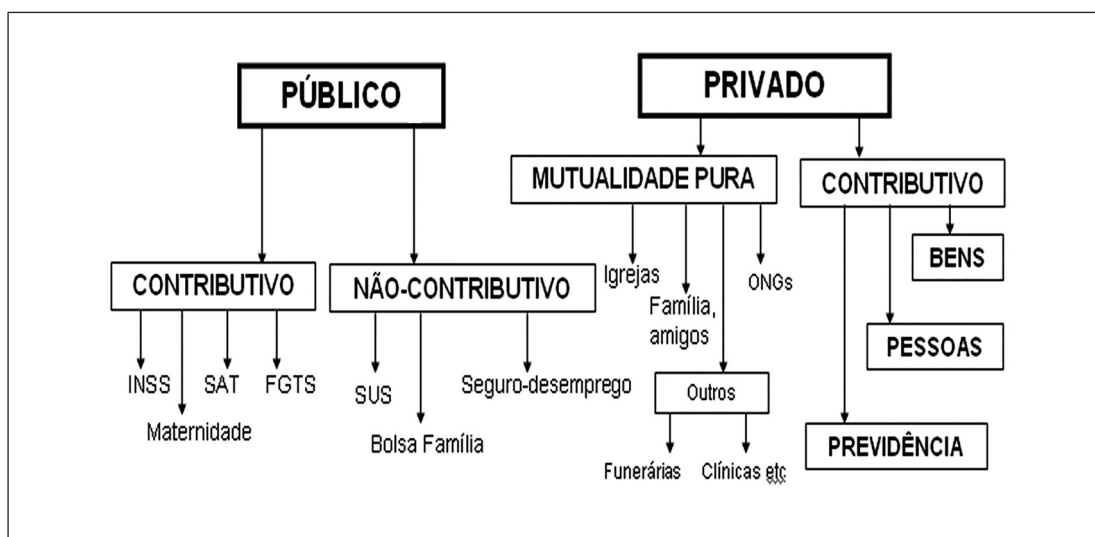 PÚBLICO
CONTRIBUTIVO
INSS
Maternidade
SAT
FGTS
NÃO-CONTRIBUTIVO
SUS
Bolsa Família
Seguro-desemprego
PRIVADO
MUTUALIDADE PURA
Igrejas
Família,
amigos
ONGs
Outros
Funerárias
Clínicas etc
CONTRIBUTIVO
BENS
PESSOAS
PREVIDÊNCIA